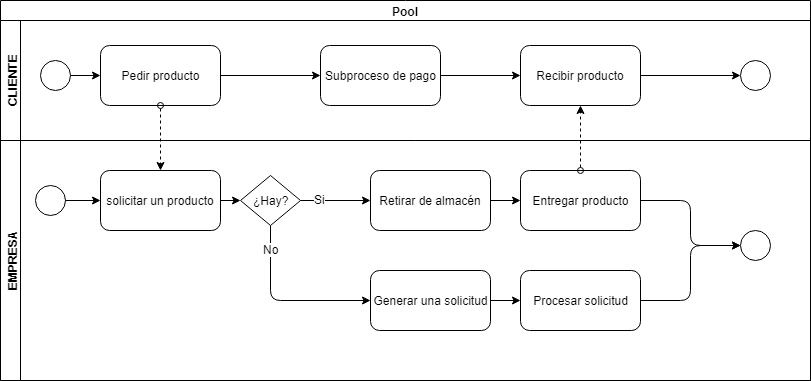 Pool
CLIENTE
Pedir producto
Subproceso de pago
Recibir producto
EMPRESA
solicitar un producto
¿Hay?
Si
Retirar de almacén
Entregar producto
No
Generar una solicitud
Procesar solicitud